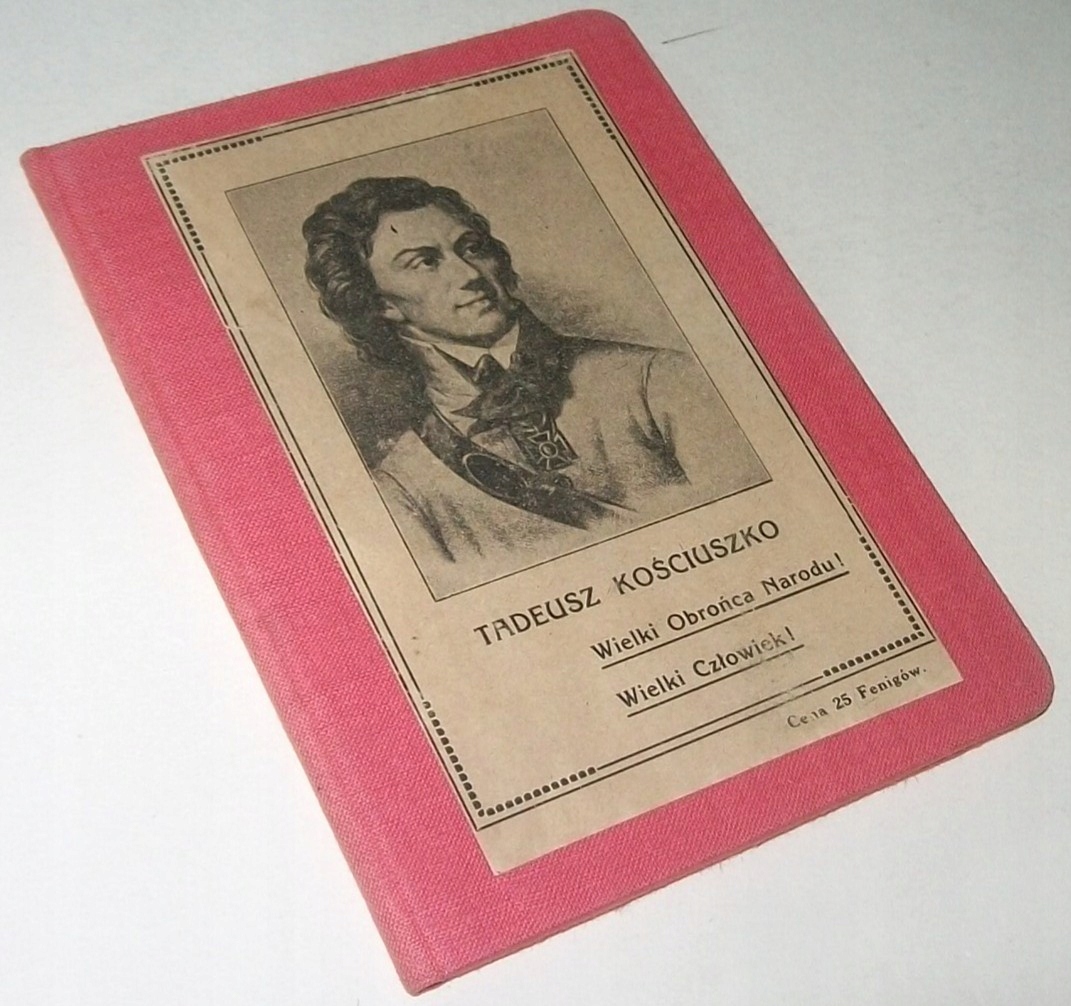 TADEUSZ KOŚCIUSZKO
Wielki Obrońca Narodu!
Wielki Człowiek!
Cena 25 Fenigów.